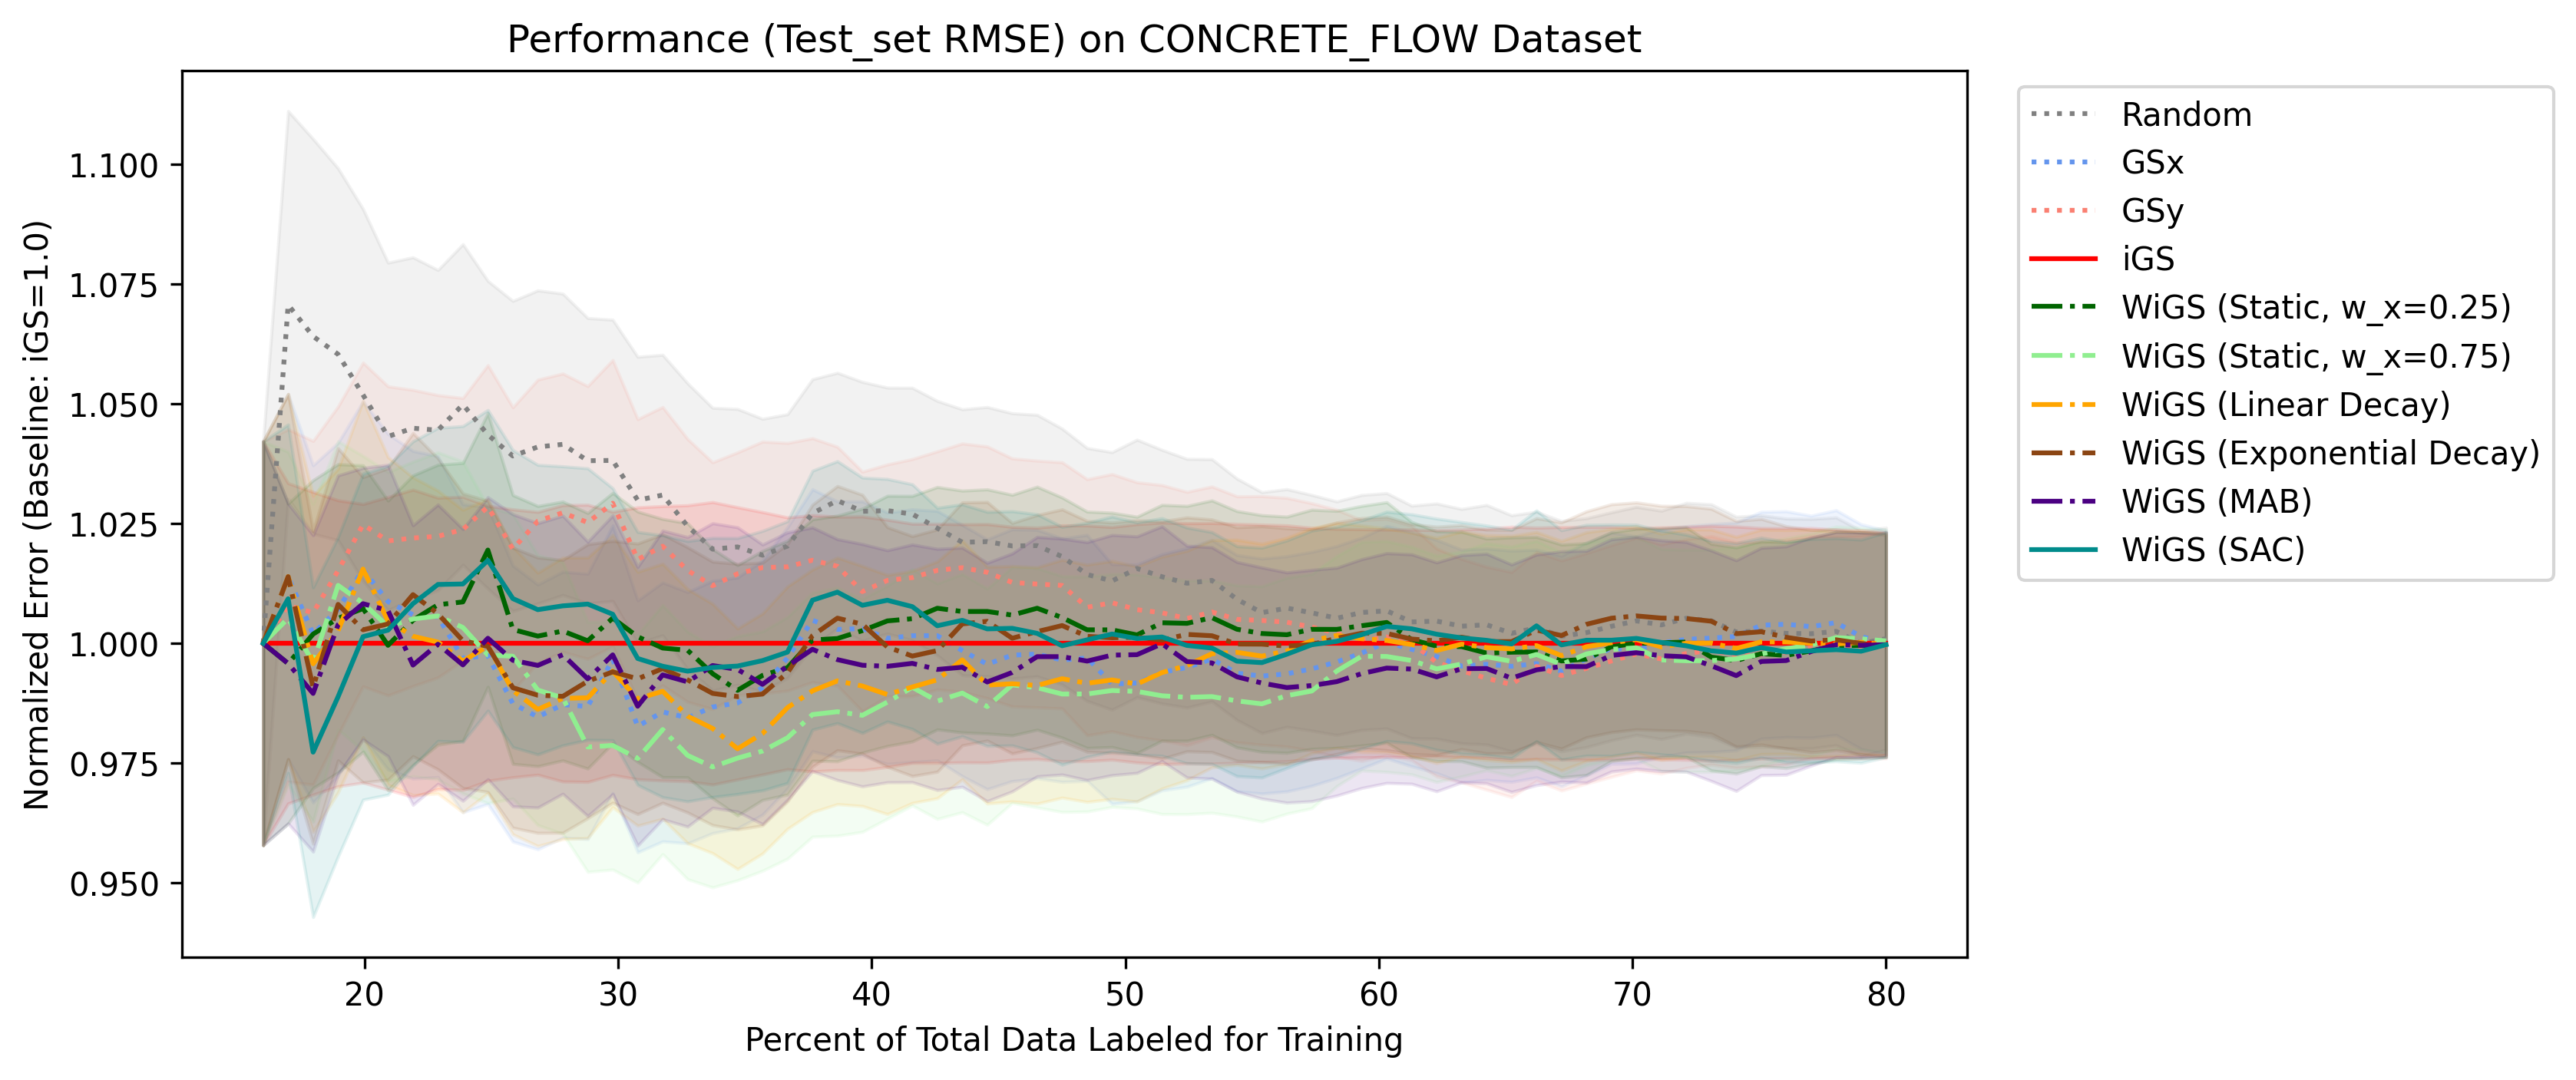 Performance (Test_set RMSE) on CONCRETE_FLOW Dataset
Normalized Error (Baseline: iGS=1.0)
1.100
1.075
1.050
1.025
1.000
0.975
0.950
20 30 40 50 60 70 80
Percent of Total Data Labeled for Training
Random
GSx
GSy
iGS
WiGS (Static, w_x=0.25)
WiGS (Static, w_x=0.75)
WiGS (Linear Decay)
WiGS (Exponential Decay)
WiGS (MAB)
WiGS (SAC)